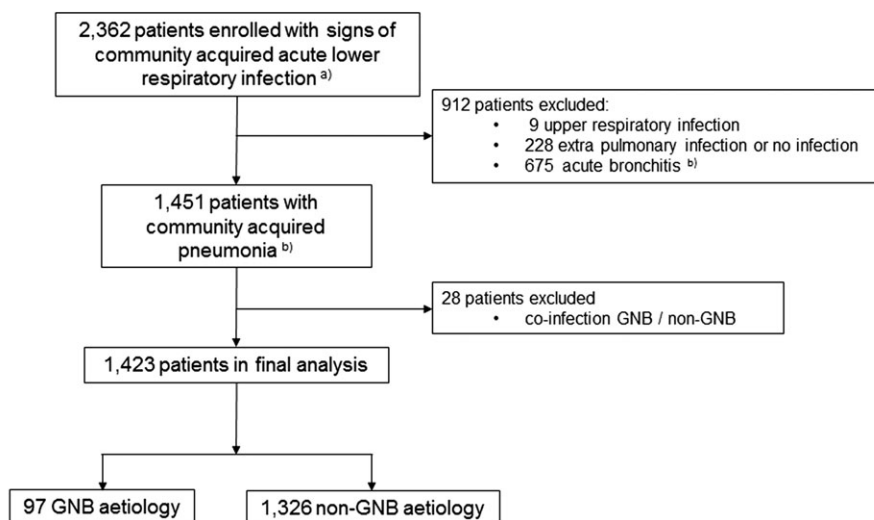 2,362 patients enrolled with signs of
community acquired acute lower
respiratory infection a)
912 patients excluded:
• 9 upper respiratory infection
• 228 extra pulmonary infection or no infection
• 675 acute bronchitis b)
1,451 patients with
community acquired
pneumonia b)
28 patients excluded
• co-infection GNB / non-GNB
1,423 patients in final analysis
97 GNB aetiology
1,326 non-GNB aetiology